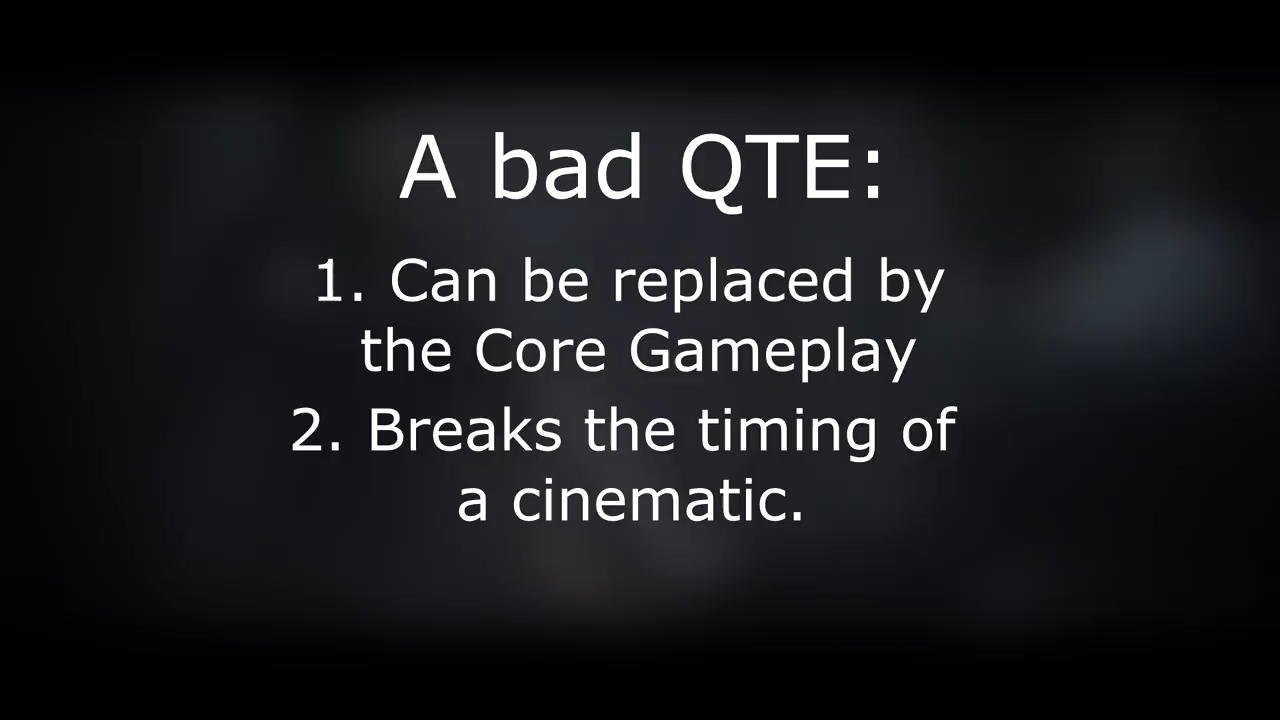 A bad QTE:
1. Can be replaced by
the Core Gameplay
2. Breaks the timing of
a cinematic.